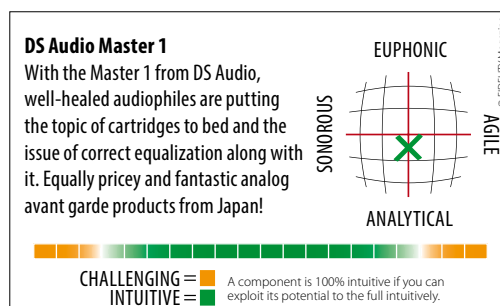 DS Audio Master 1
With the Master 1 from DS Audio,
well-healed audiophiles are putting
the topic of cartridges to bed and the
issue of correct equalization along with
it. Equally pricey and fantastic analog
avant garde products from Japan!
EUPHONIC
SONOROUS
AGILE
ANALYTICAL
CHALLENGING =
INTUITIVE =
A component is 100% intuitive if you can
exploit its potential to the full intuitively.